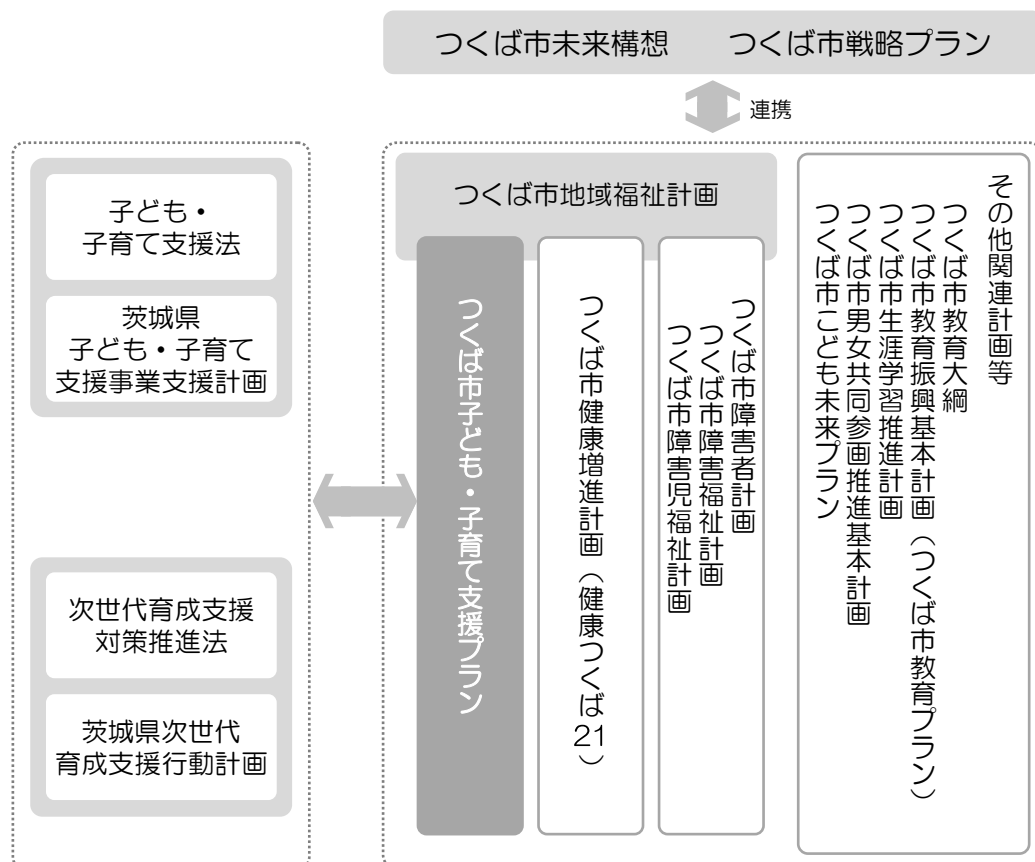 つくば市未来構想　　つくば市戦略プラン
連携
子ども・
子育て支援法
茨城県
子ども・子育て
支援事業支援計画
次世代育成支援
対策推進法
茨城県次世代
育成支援行動計画
つくば市地域福祉計画
つくば市子ども・子育て支援プラン
つくば市健康増進計画（健康つくば21）
つくば市障害者計画
つくば市障害福祉計画
つくば市障害児福祉計画
その他関連計画等
つくば市教育大綱
つくば市教育振興基本計画（つくば市教育プラン）
つくば市生涯学習推進計画
つくば市男女共同参画推進基本計画
つくば市こども未来プラン